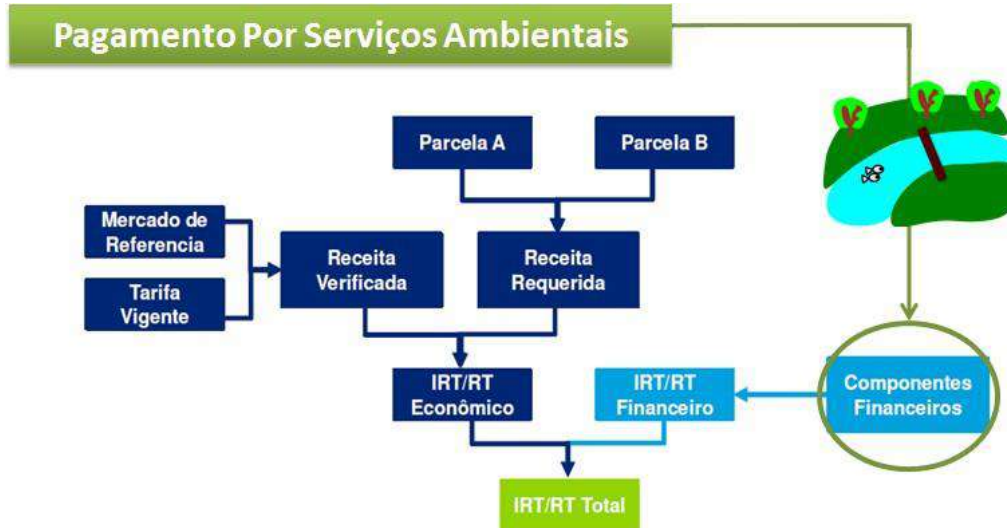 Pagamento Por Serviços Ambientais
Parcela A
Parcela B
Mercado de
Referencia
Tarifa
Vigente
Receita
Verificada
Receita
Requerida
IRT/RT
Econômico
IRT/RT
Financeiro
Componentes
Financeiros
IRT/RT Total